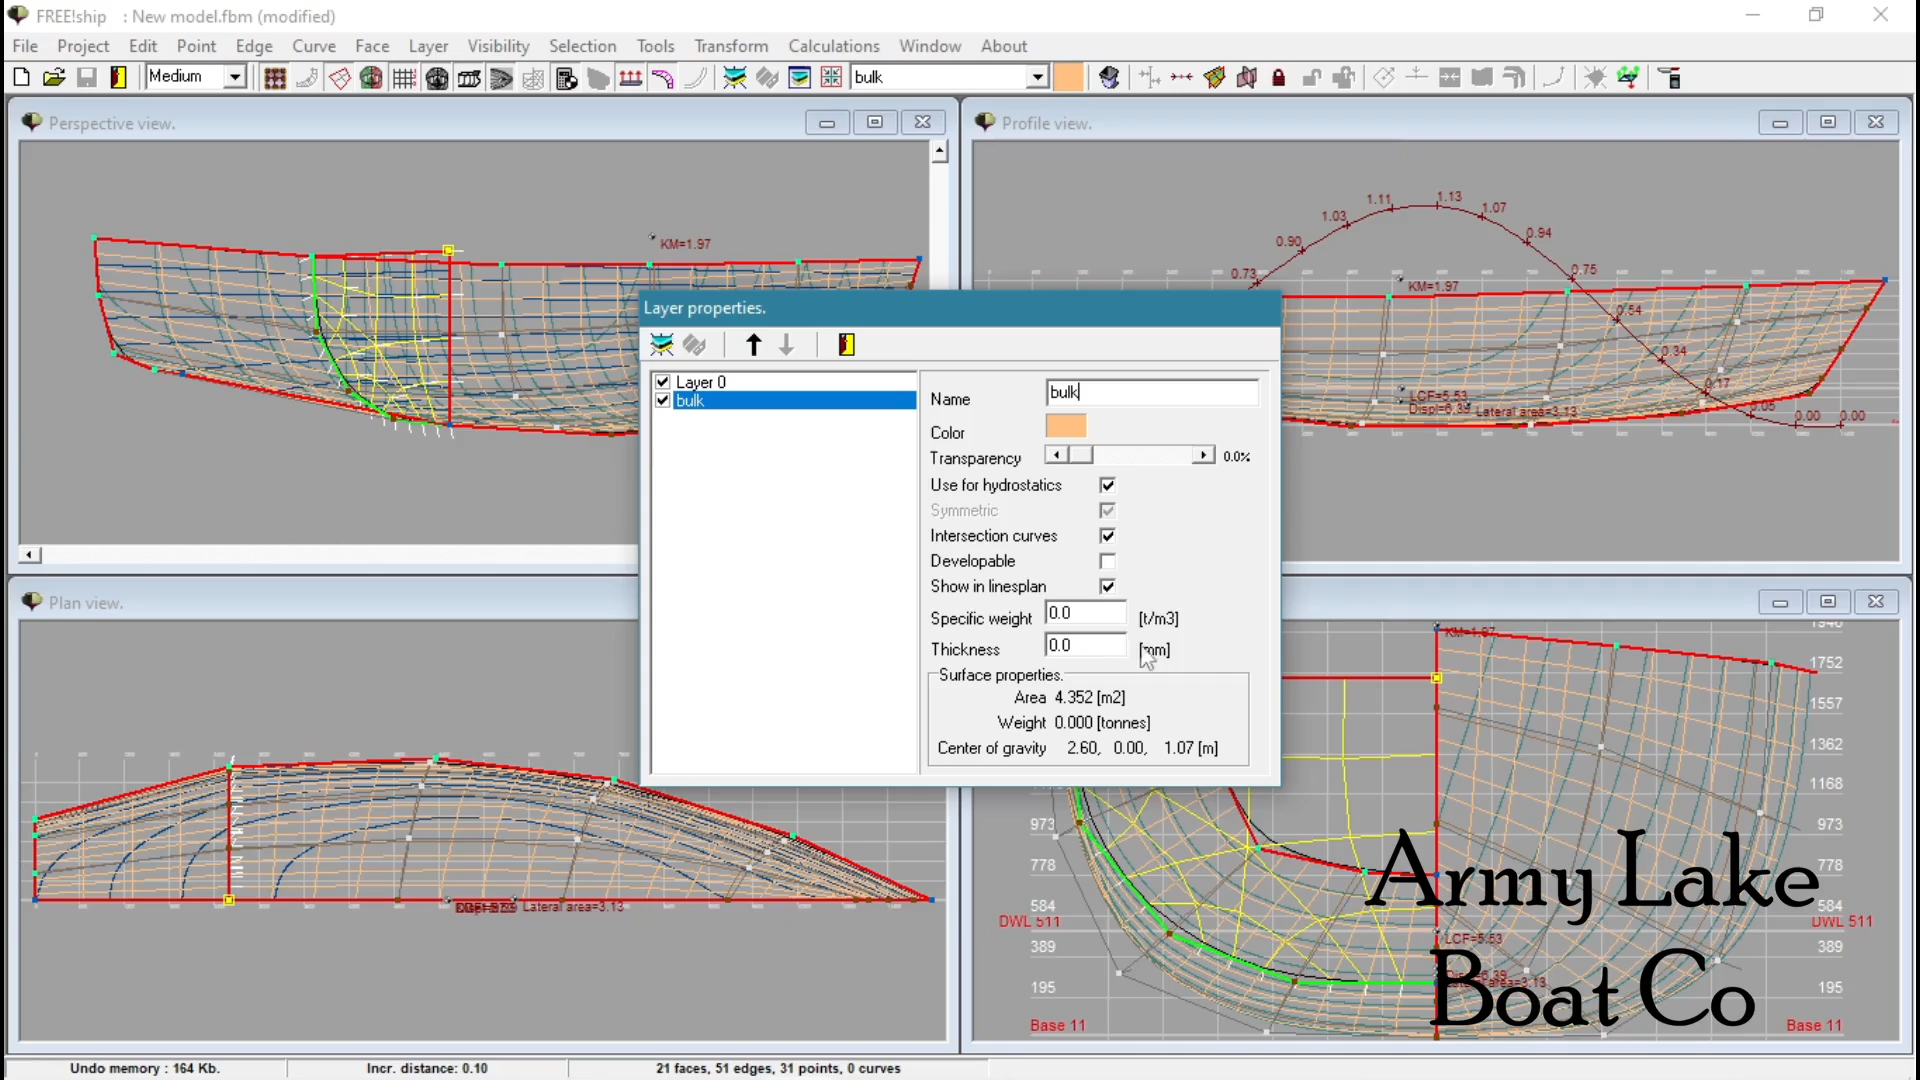 FREE!ship : New model.fbm (modified)
File Project Edit Point Edge Curve Face Layer Visibility Selection Tools Transform Calculations Window About
Medium
bulk
Perspective view.
KM=1.97
Profile view.
0.73
0.90
1.03
1.11
1.13
1.07
0.94
0.75
0.54
0.34
0.17
0.05
0.00
0.00
KM=1.97
LCF=5.53
Displ=6.39
Lateral area=3.13
Layer properties.
Layer 0
bulk
Name bulk
Color
Transparency 0.0%
Use for hydrostatics
Symmetric
Intersection curves
Developable
Show in linesplan
Specific weight 0.0 [t/m3]
Thickness 0.0 [mm]
Surface properties.
Area 4.352 [m2]
Weight 0.000 [tonnes]
Center of gravity 2.60, 0.00, 1.07 [m]
Plan view.
Lateral area=3.13
KM=1.97
1946
1752
1557
1362
1168
973 973
778 778
584 584
DWL 511 DWL 511
389 389
195 195
Base 11 Base 11
LCF=5.53
Army Lake
Boat Co
Undo memory : 164 Kb. Incr. distance: 0.10 21 faces, 51 edges, 31 points, 0 curves